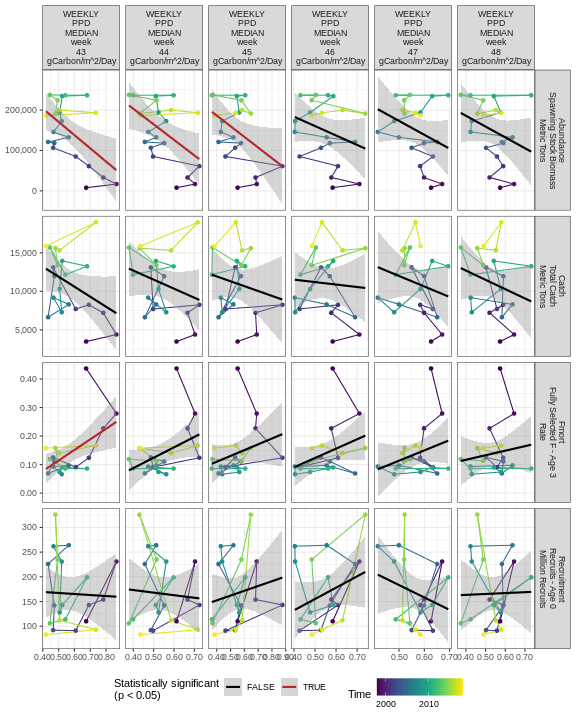 WEEKLY WEEKLY WEEKLY WEEKLY WEEKLY WEEKLY
PPD PPD PPD PPD PPD PPD
MEDIAN MEDIAN MEDIAN MEDIAN MEDIAN MEDIAN
week week week week week week
43 44 45 46 47 48
gCarbon/m^2/Day gCarbon/m^2/Day gCarbon/m^2/Day gCarbon/m^2/Day gCarbon/m^2/Day gCarbon/m^2/Day
200,000
100,000
0
Abundance
Spawning Stock Biomass
Metric Tons
15,000
10,000
5,000
Catch
Total Catch
Metric Tons
0.40
0.30
0.20
0.10
0.00
Fmort
Fully Selected F - Age 3
Rate
300
250
200
150
100
Recruitment
Recruits - Age 0
Million Recruits
0.40 0.50 0.60 0.70 0.80
0.40 0.50 0.60 0.70
0.40 0.50 0.60 0.70 0.80 0.90
0.40 0.50 0.60 0.70
0.50 0.60 0.70
0.40 0.50 0.60 0.70
Statistically significant
(p < 0.05)
FALSE TRUE
Time
2000 2010